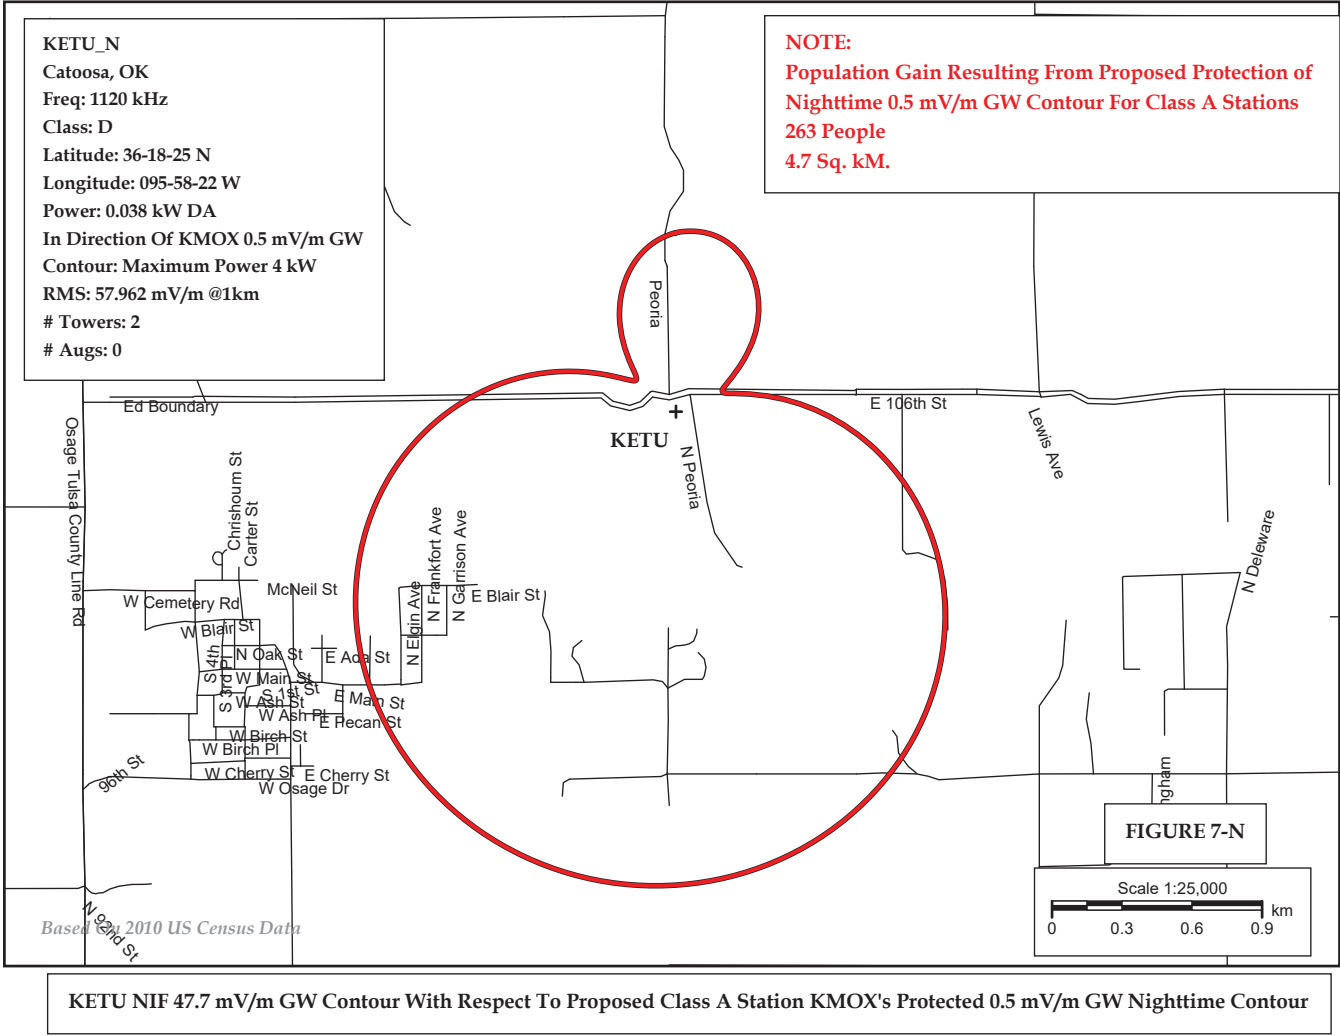 KETU_N
Catoosa, OK
Freq: 1120 kHz
Class: D
Latitude: 36-18-25 N
Longitude: 095-58-22 W
Power: 0.038 kW DA
In Direction Of KMOX 0.5 mV/m GW
Contour: Maximum Power 4 kW
RMS: 57.962 mV/m @1km
# Towers: 2
# Augs: 0
NOTE:
Population Gain Resulting From Proposed Protection of
Nighttime 0.5 mV/m GW Contour For Class A Stations
263 People
4.7 Sq. kM.
Peoria
Ed Boundary
E 106th St
KETU
Osage Tulsa County Line Rd
N Peoria
Lewis Ave
Chrishoum St
Carter St
N Frankfort Ave
N Garrison Ave
N Elgin Ave
N Deleware
McNeil St
E Blair St
W Cemetery Rd
W Blair St
S 4th
S 3rd Pl
N Oak St
E Ada St
W Main St
S 1st St
E Main St
W Ash St
W Ash Pl
E Pecan St
W Birch St
W Birch Pl
96th St
W Cherry St
E Cherry St
W Osage Dr
ngham
FIGURE 7-N
Scale 1:25,000
km
0 0.3 0.6 0.9
N 92nd St
Based On 2010 US Census Data
KETU NIF 47.7 mV/m GW Contour With Respect To Proposed Class A Station KMOX's Protected 0.5 mV/m GW Nighttime Contour